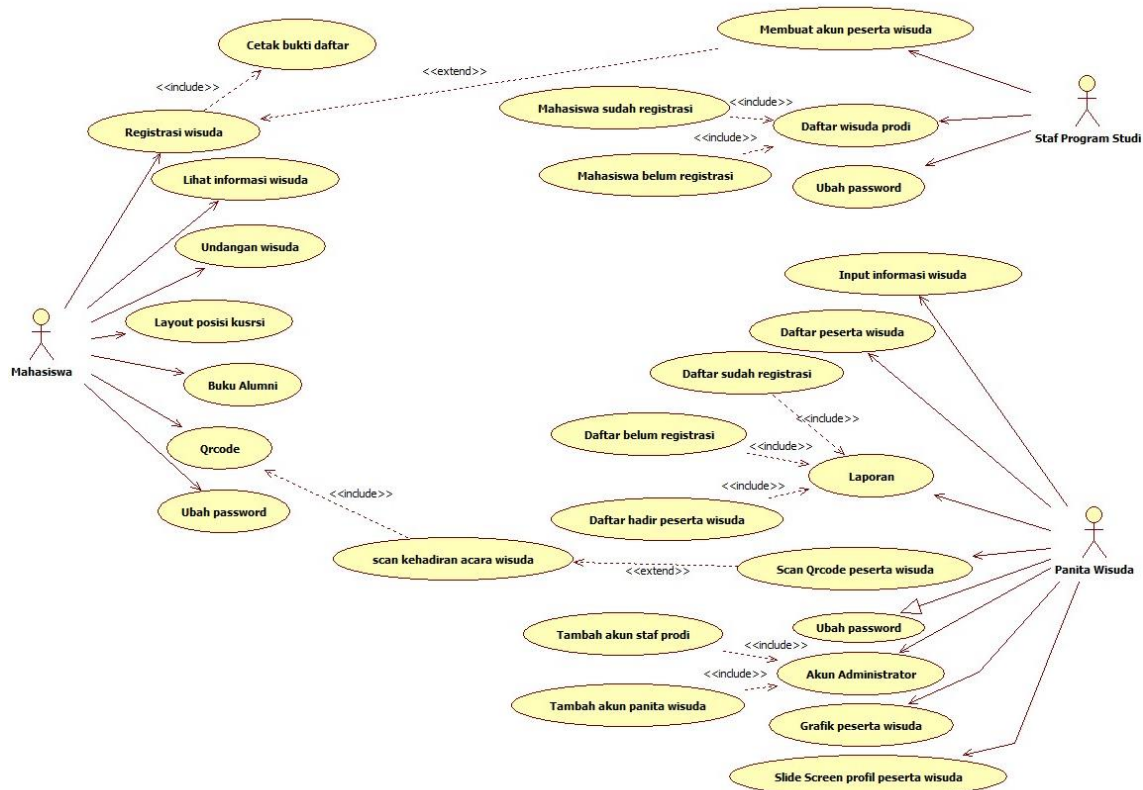 Cetak bukti daftar
<<include>>
Registrasi wisuda
Lihat informasi wisuda
Undangan wisuda
Layout posisi kusrsi
Mahasiswa
Buku Alumni
Qrcode
Ubah password
<<extend>>
Membuat akun peserta wisuda
Mahasiswa sudah registrasi
<<include>>
Daftar wisuda prodi
<<include>>
Mahasiswa belum registrasi
Ubah password
Staf Program Studi
Input informasi wisuda
Daftar peserta wisuda
Daftar sudah registrasi
<<include>>
Daftar belum registrasi
<<include>>
Laporan
<<include>>
Daftar hadir peserta wisuda
<<include>>
scan kehadiran acara wisuda
<<extend>>
Scan Qrcode peserta wisuda
Panita Wisuda
Ubah password
Tambah akun staf prodi
<<include>>
Akun Administrator
<<include>>
Tambah akun panita wisuda
Grafik peserta wisuda
Slide Screen profil peserta wisuda